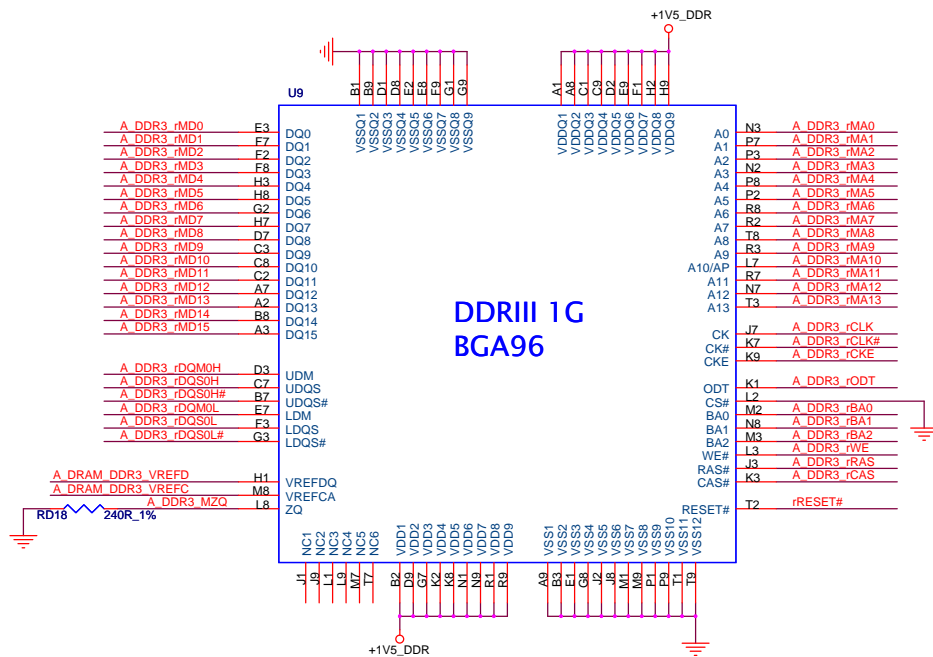 +1V5_DDR
U9
B1 B9 D1 D8 E2 E8 F9 G1 G9
A1 A8 C1 C9 D2 E9 F1 H2 H9
VSSQ1 VSSQ2 VSSQ3 VSSQ4 VSSQ5 VSSQ6 VSSQ7 VSSQ8 VSSQ9
VDDQ1 VDDQ2 VDDQ3 VDDQ4 VDDQ5 VDDQ6 VDDQ7 VDDQ8 VDDQ9
A_DDR3_rMD0 E3 DQ0
A_DDR3_rMD1 F7 DQ1
A_DDR3_rMD2 F2 DQ2
A_DDR3_rMD3 F8 DQ3
A_DDR3_rMD4 H3 DQ4
A_DDR3_rMD5 H8 DQ5
A_DDR3_rMD6 G2 DQ6
A_DDR3_rMD7 H7 DQ7
A_DDR3_rMD8 D7 DQ8
A_DDR3_rMD9 C3 DQ9
A_DDR3_rMD10 C8 DQ10
A_DDR3_rMD11 C2 DQ11
A_DDR3_rMD12 A7 DQ12
A_DDR3_rMD13 A2 DQ13
A_DDR3_rMD14 B8 DQ14
A_DDR3_rMD15 A3 DQ15
A_DDR3_rDQM0H D3 UDM
A_DDR3_rDQS0H C7 UDQS
A_DDR3_rDQS0H# B7 UDQS#
A_DDR3_rDQM0L E7 LDM
A_DDR3_rDQS0L F3 LDQS
A_DDR3_rDQS0L# G3 LDQS#
A_DRAM_DDR3_VREFD H1 VREFDQ
A_DRAM_DDR3_VREFC M8 VREFCA
A_DDR3_MZQ L8 ZQ
RD18 240R_1%
DDRIII 1G
BGA96
A0 N3 A_DDR3_rMA0
A1 P7 A_DDR3_rMA1
A2 P3 A_DDR3_rMA2
A3 N2 A_DDR3_rMA3
A4 P8 A_DDR3_rMA4
A5 P2 A_DDR3_rMA5
A6 R8 A_DDR3_rMA6
A7 R2 A_DDR3_rMA7
A8 T8 A_DDR3_rMA8
A9 R3 A_DDR3_rMA9
A10/AP L7 A_DDR3_rMA10
A11 R7 A_DDR3_rMA11
A12 N7 A_DDR3_rMA12
A13 T3 A_DDR3_rMA13
CK J7 A_DDR3_rCLK
CK# K7 A_DDR3_rCLK#
CKE K9 A_DDR3_rCKE
ODT K1 A_DDR3_rODT
CS# L2
BA0 M2 A_DDR3_rBA0
BA1 N8 A_DDR3_rBA1
BA2 M3 A_DDR3_rBA2
WE# L3 A_DDR3_rWE
RAS# J3 A_DDR3_rRAS
CAS# K3 A_DDR3_rCAS
RESET# T2 rRESET#
NC1 NC2 NC3 NC4 NC5 NC6
VDD1 VDD2 VDD3 VDD4 VDD5 VDD6 VDD7 VDD8 VDD9
VSS1 VSS2 VSS3 VSS4 VSS5 VSS6 VSS7 VSS8 VSS9 VSS10 VSS11 VSS12
J1 J9 L1 L9 M7 T7
B2 D9 G7 K2 K8 N1 N9 R1 R9
A9 B3 E1 G8 J2 J8 M1 M9 P1 P9 T1 T9
+1V5_DDR